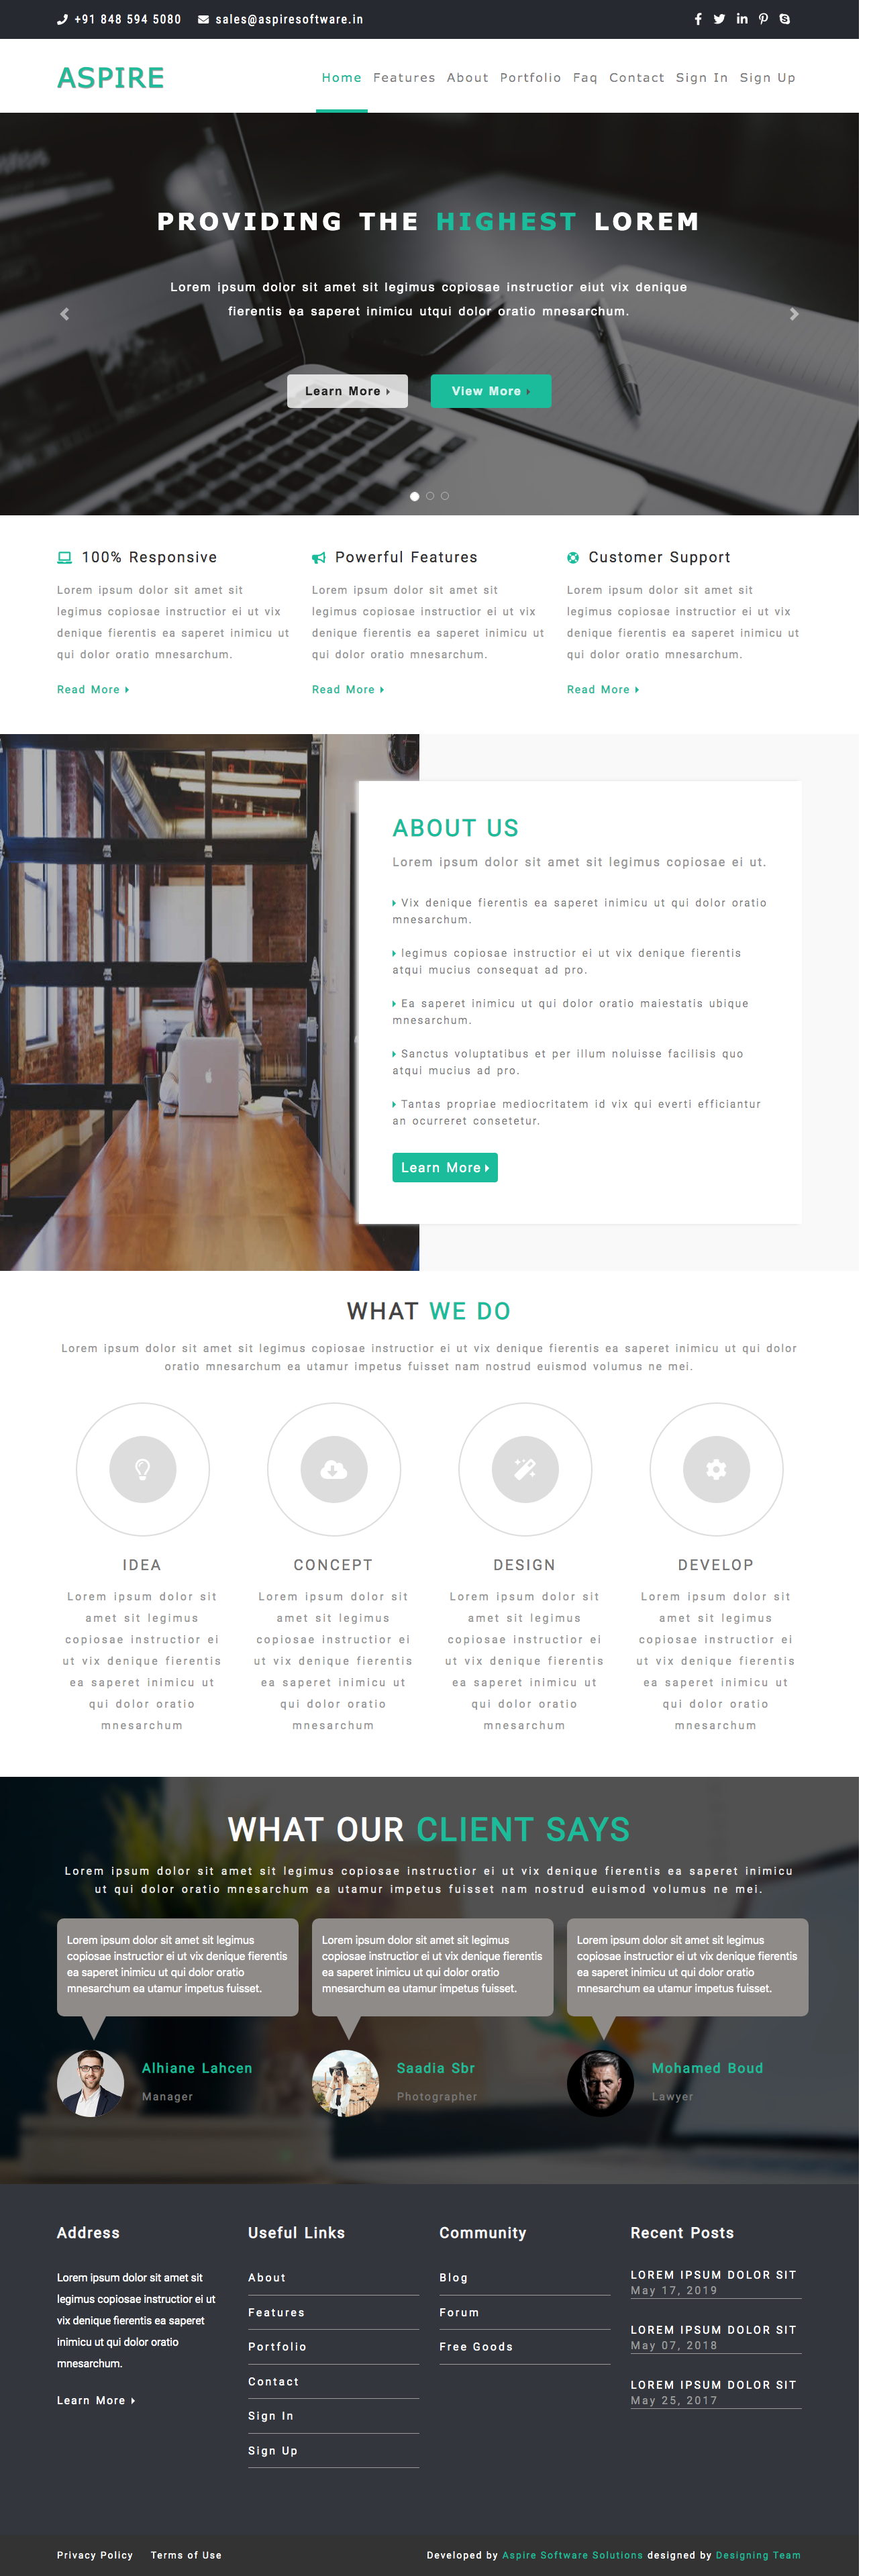 +91 848 594 5080 sales@aspiresoftware.in
ASPIRE
Home Features About Portfolio Faq Contact Sign In Sign Up
PROVIDING THE HIGHEST LOREM
Lorem ipsum dolor sit amet sit legimus copiosae instructior eiut vix denique
fierentis ea saperet inimicu utqui dolor oratio mnesarchum.
Learn More
View More
100% Responsive
Lorem ipsum dolor sit amet sit
legimus copiosae instructior ei ut vix
denique fierentis ea saperet inimicu ut
qui dolor oratio mnesarchum.
Read More
Powerful Features
Lorem ipsum dolor sit amet sit
legimus copiosae instructior ei ut vix
denique fierentis ea saperet inimicu ut
qui dolor oratio mnesarchum.
Read More
Customer Support
Lorem ipsum dolor sit amet sit
legimus copiosae instructior ei ut vix
denique fierentis ea saperet inimicu ut
qui dolor oratio mnesarchum.
Read More
ABOUT US
Lorem ipsum dolor sit amet sit legimus copiosae ei ut.
Vix denique fierentis ea saperet inimicu ut qui dolor oratio
mnesarchum.
legimus copiosae instructior ei ut vix denique fierentis
atqui mucius consequat ad pro.
Ea saperet inimicu ut qui dolor oratio maiestatis ubique
mnesarchum.
Sanctus voluptatibus et per illum noluisse facilisis quo
atqui mucius ad pro.
Tantas propriae mediocritatem id vix qui everti efficiantur
an ocurreret consetetur.
Learn More
WHAT WE DO
Lorem ipsum dolor sit amet sit legimus copiosae instructior ei ut vix denique fierentis ea saperet inimicu ut qui dolor
oratio mnesarchum ea utamur impetus fuisset nam nostrud euismod volumus ne mei.
IDEA
Lorem ipsum dolor sit
amet sit legimus
copiosae instructior ei
ut vix denique fierentis
ea saperet inimicu ut
qui dolor oratio
mnesarchum
CONCEPT
Lorem ipsum dolor sit
amet sit legimus
copiosae instructior ei
ut vix denique fierentis
ea saperet inimicu ut
qui dolor oratio
mnesarchum
DESIGN
Lorem ipsum dolor sit
amet sit legimus
copiosae instructior ei
ut vix denique fierentis
ea saperet inimicu ut
qui dolor oratio
mnesarchum
DEVELOP
Lorem ipsum dolor sit
amet sit legimus
copiosae instructior ei
ut vix denique fierentis
ea saperet inimicu ut
qui dolor oratio
mnesarchum
WHAT OUR CLIENT SAYS
Lorem ipsum dolor sit amet sit legimus copiosae instructior ei ut vix denique fierentis ea saperet inimicu
ut qui dolor oratio mnesarchum ea utamur impetus fuisset nam nostrud euismod volumus ne mei.
Lorem ipsum dolor sit amet sit legimus
copiosae instructior ei ut vix denique fierentis
ea saperet inimicu ut qui dolor oratio
mnesarchum ea utamur impetus fuisset.
Alhiane Lahcen
Manager
Lorem ipsum dolor sit amet sit legimus
copiosae instructior ei ut vix denique fierentis
ea saperet inimicu ut qui dolor oratio
mnesarchum ea utamur impetus fuisset.
Saadia Sbr
Photographer
Lorem ipsum dolor sit amet sit legimus
copiosae instructior ei ut vix denique fierentis
ea saperet inimicu ut qui dolor oratio
mnesarchum ea utamur impetus fuisset.
Mohamed Boud
Lawyer
Address
Lorem ipsum dolor sit amet sit
legimus copiosae instructior ei ut
vix denique fierentis ea saperet
inimicu ut qui dolor oratio
mnesarchum.
Learn More
Useful Links
About
Features
Portfolio
Contact
Sign In
Sign Up
Community
Blog
Forum
Free Goods
Recent Posts
LOREM IPSUM DOLOR SIT
May 17, 2019
LOREM IPSUM DOLOR SIT
May 07, 2018
LOREM IPSUM DOLOR SIT
May 25, 2017
Privacy Policy Terms of Use
Developed by Aspire Software Solutions designed by Designing Team